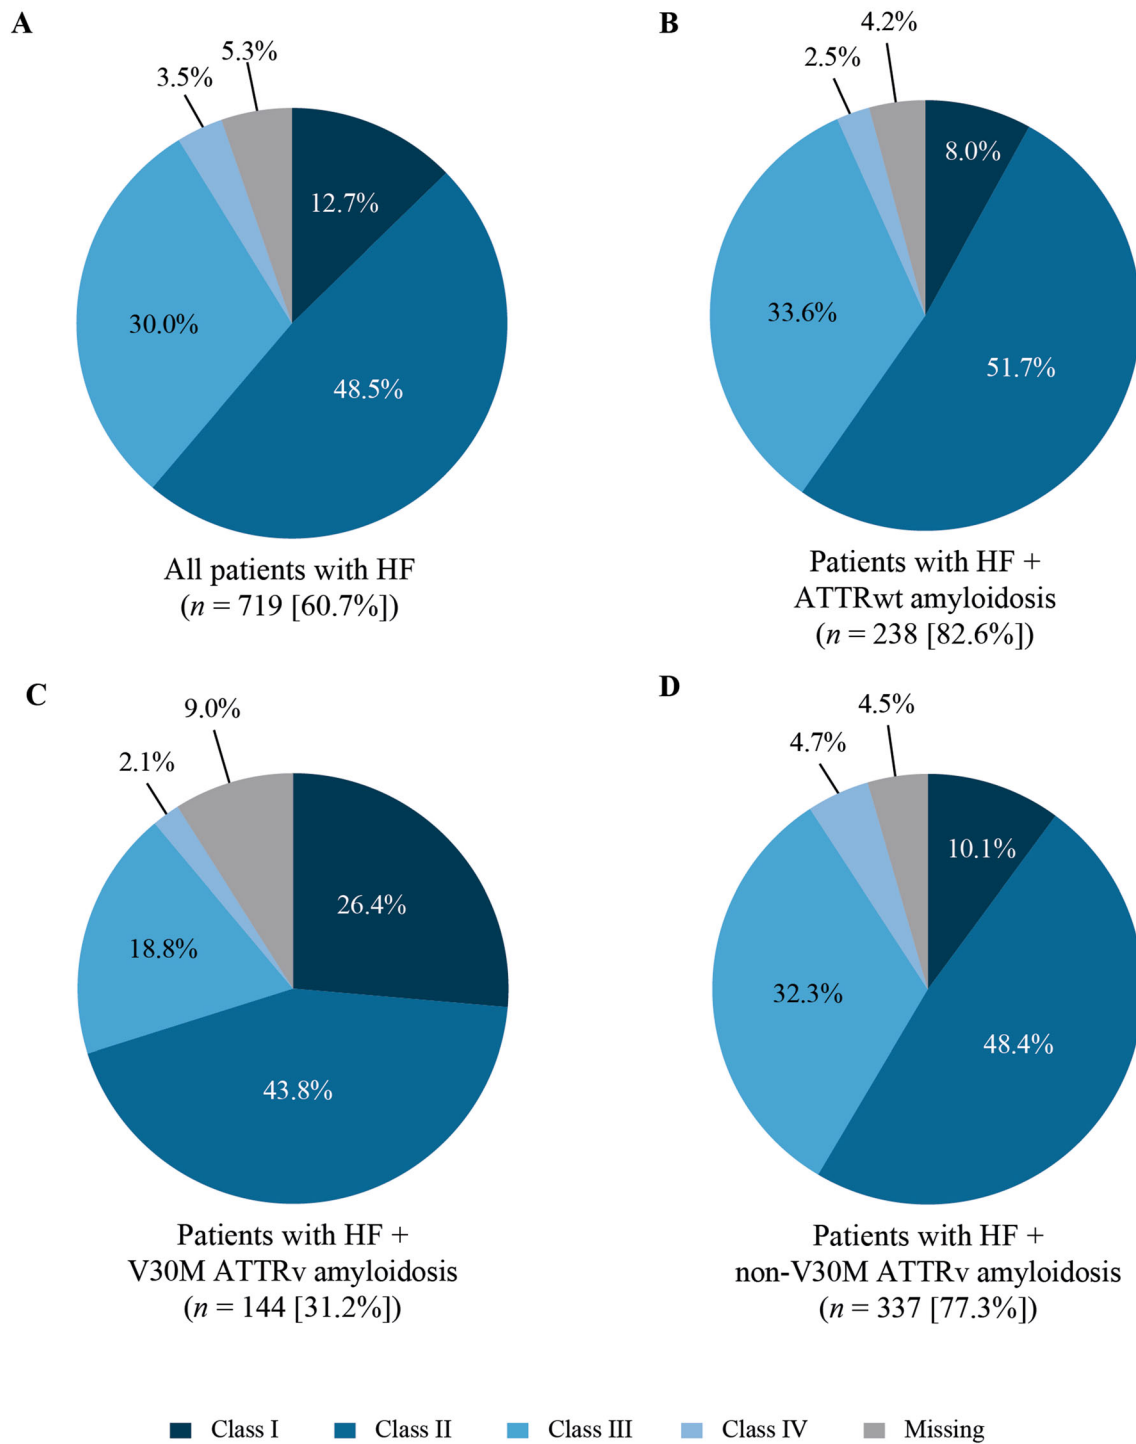 A
5.3%
3.5%
12.7%
30.0%
48.5%
All patients with HF
(n = 719 [60.7%])
B
4.2%
2.5%
8.0%
33.6%
51.7%
Patients with HF +
ATTRwt amyloidosis
(n = 238 [82.6%])
C
9.0%
2.1%
26.4%
18.8%
43.8%
Patients with HF +
V30M ATTRv amyloidosis
(n = 144 [31.2%])
D
4.5%
4.7%
10.1%
32.3%
48.4%
Patients with HF +
non-V30M ATTRv amyloidosis
(n = 337 [77.3%])
Class I Class II Class III Class IV Missing